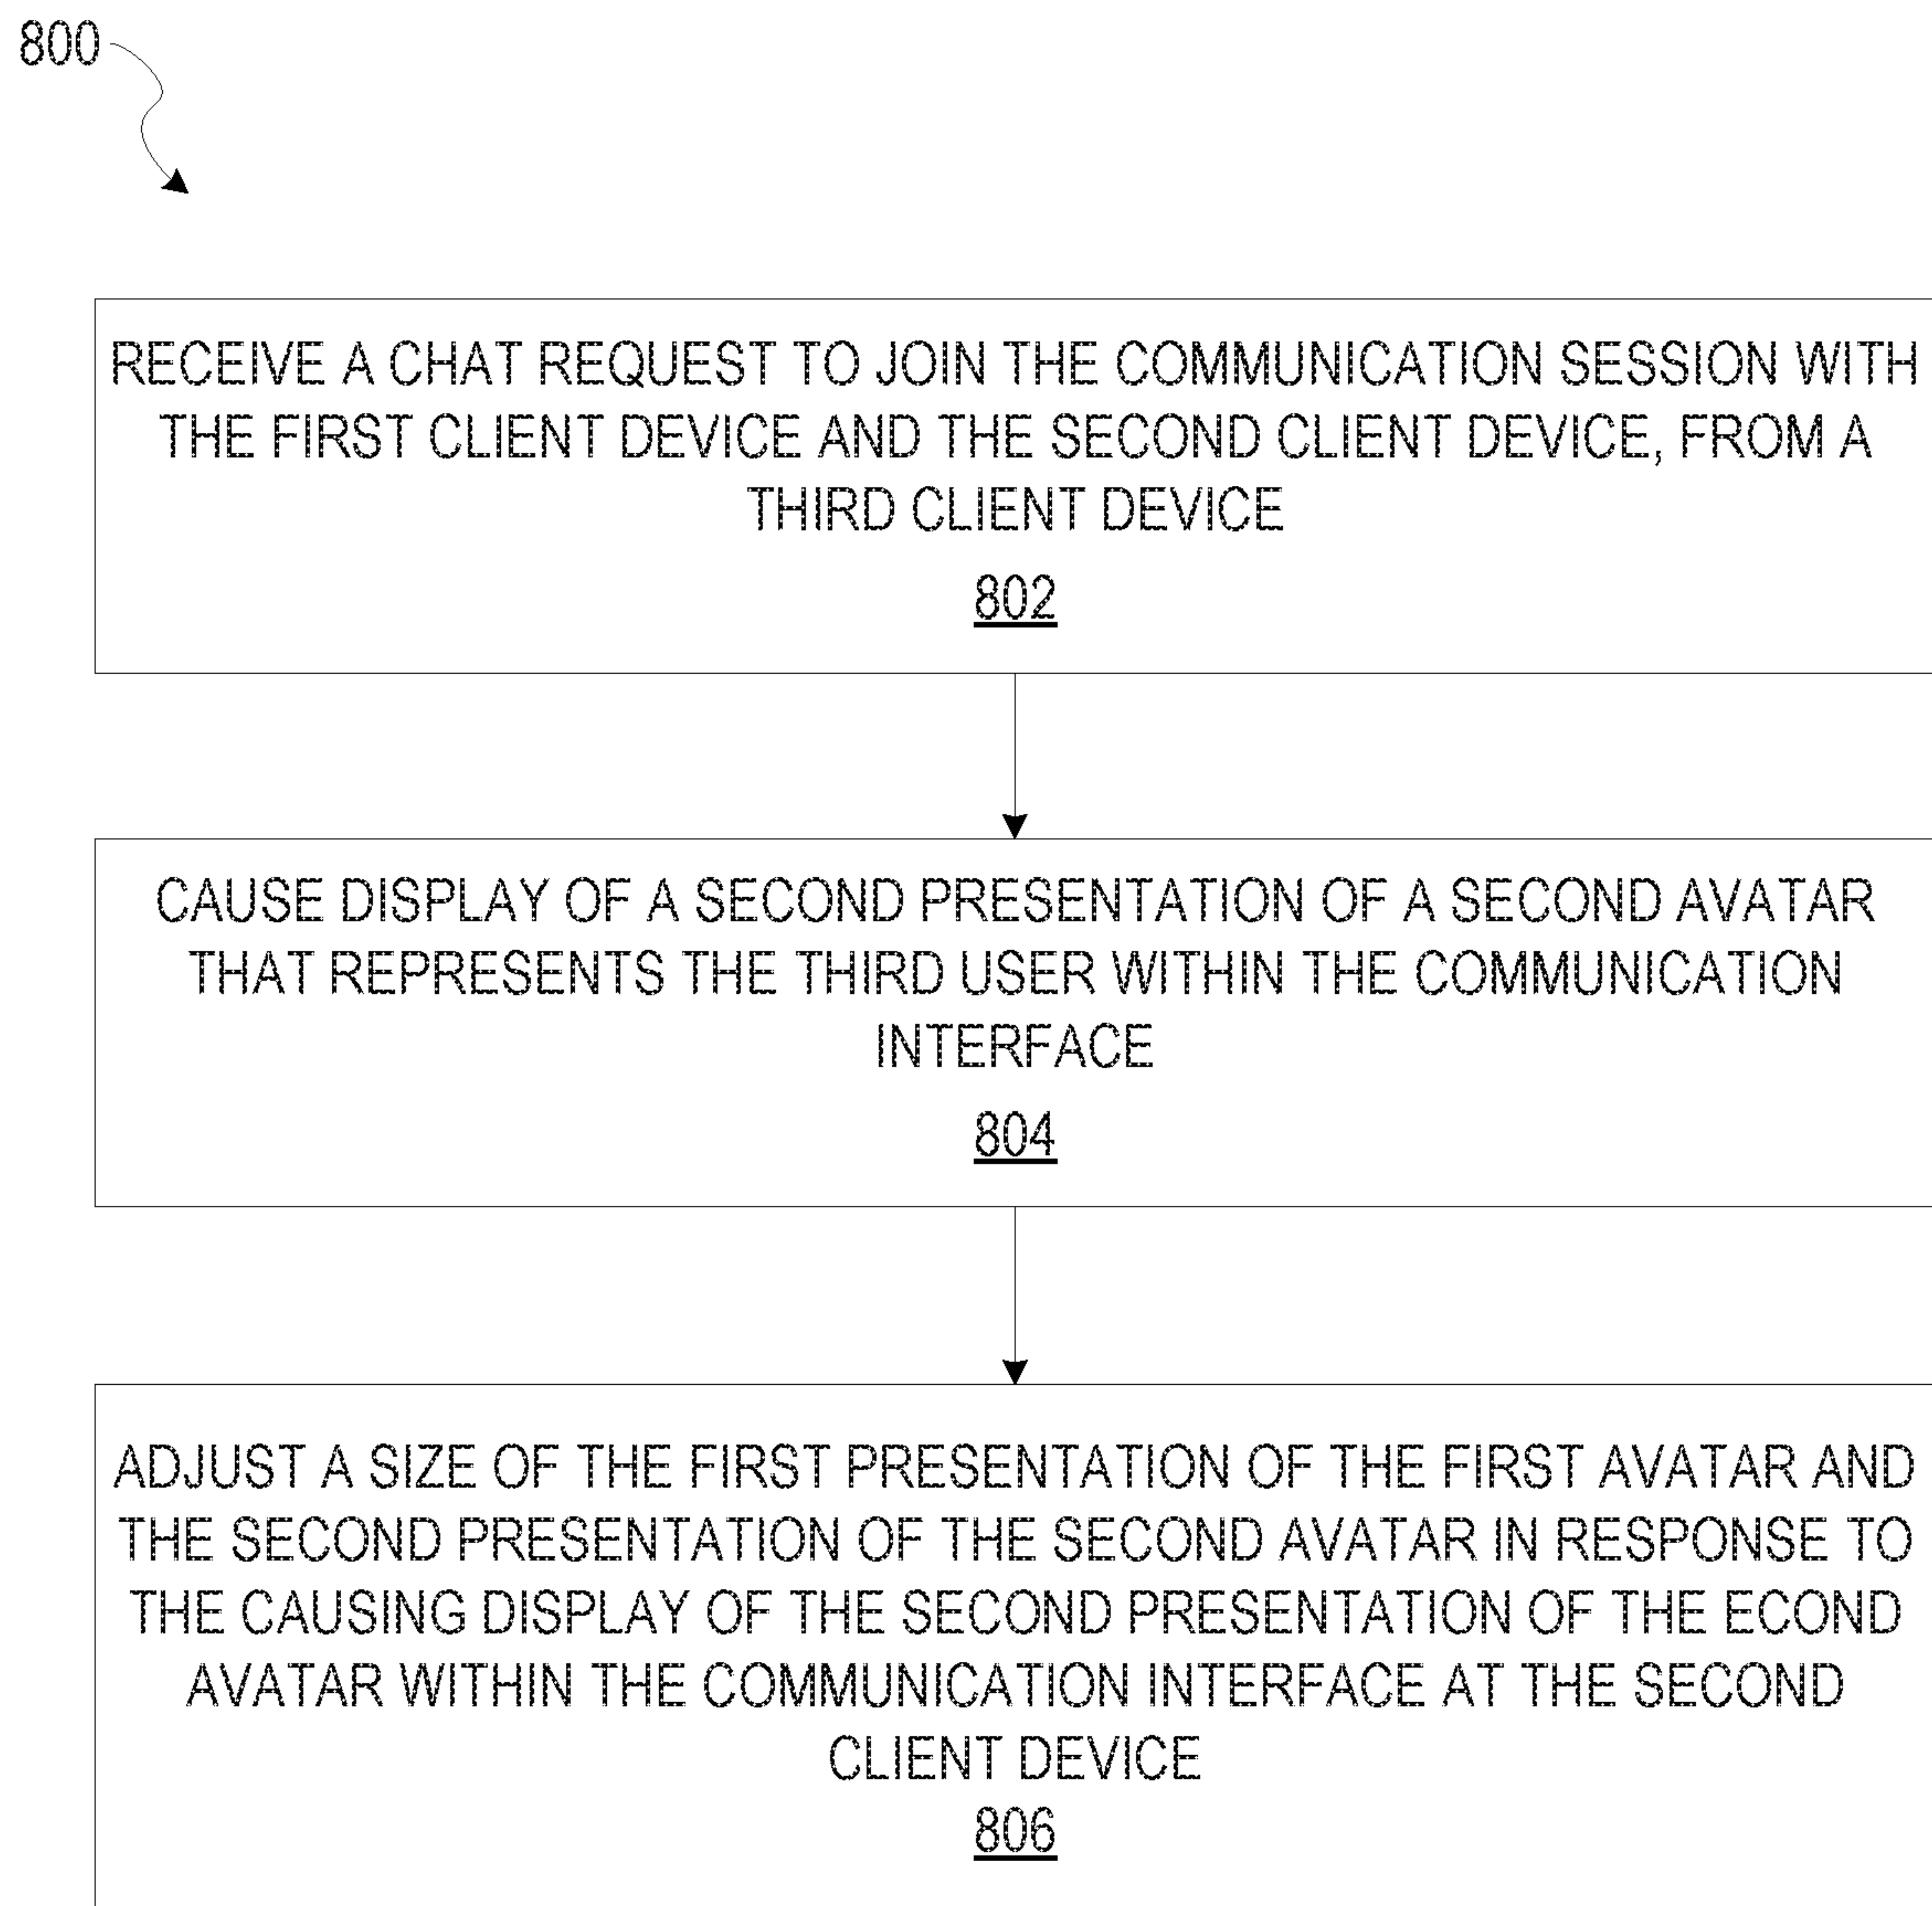 800
RECEIVE A CHAT REQUEST TO JOIN THE COMMUNICATION SESSION WITH
THE FIRST CLIENT DEVICE AND THE SECOND CLIENT DEVICE, FROM A
THIRD CLIENT DEVICE
802
CAUSE DISPLAY OF A SECOND PRESENTATION OF A SECOND AVATAR
THAT REPRESENTS THE THIRD USER WITHIN THE COMMUNICATION
INTERFACE
804
ADJUST A SIZE OF THE FIRST PRESENTATION OF THE FIRST AVATAR AND
THE SECOND PRESENTATION OF THE SECOND AVATAR IN RESPONSE TO
THE CAUSING DISPLAY OF THE SECOND PRESENTATION OF THE ECOND
AVATAR WITHIN THE COMMUNICATION INTERFACE AT THE SECOND
CLIENT DEVICE
806